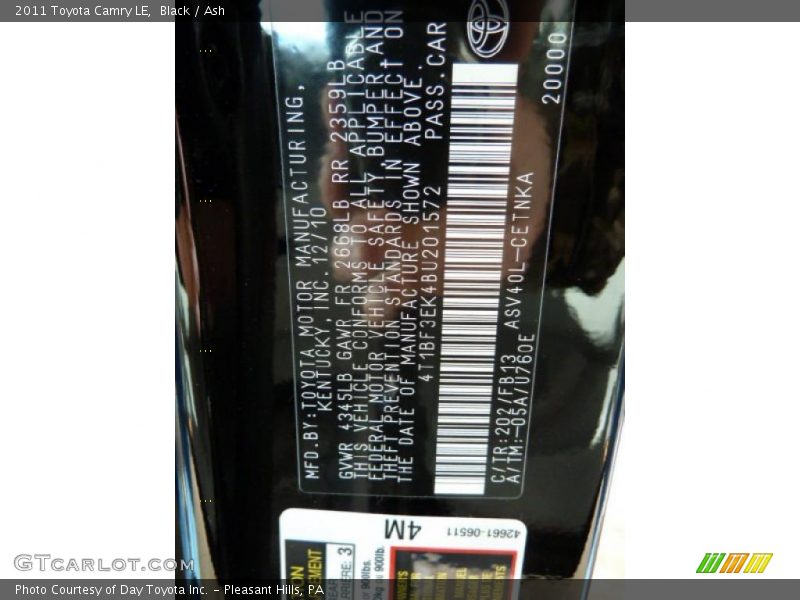 2011 Toyota Camry LE, Black / Ash
MFD.BY:TOYOTA MOTOR MANUFACTURING,
KENTUCKY, INC. 12/10
GVWR 4345LB GAWR FR 2668LB RR 2359LB
THIS VEHICLE CONFORMS TO ALL APPLICABLE
FEDERAL MOTOR VEHICLE SAFETY, BUMPER AND
THEFT PREVENTION STANDARDS IN EFFECT ON
THE DATE OF MANUFACTURE SHOWN ABOVE.
4T1BF3EK4BU201572 PASS.CAR
C/TR:202/FB13 ASV40L-CETNKA
A/TM:-05A/U760E
20000
4M
42661-06511
3
GTCarlot.com
Photo Courtesy of Day Toyota Inc. - Pleasant Hills, PA